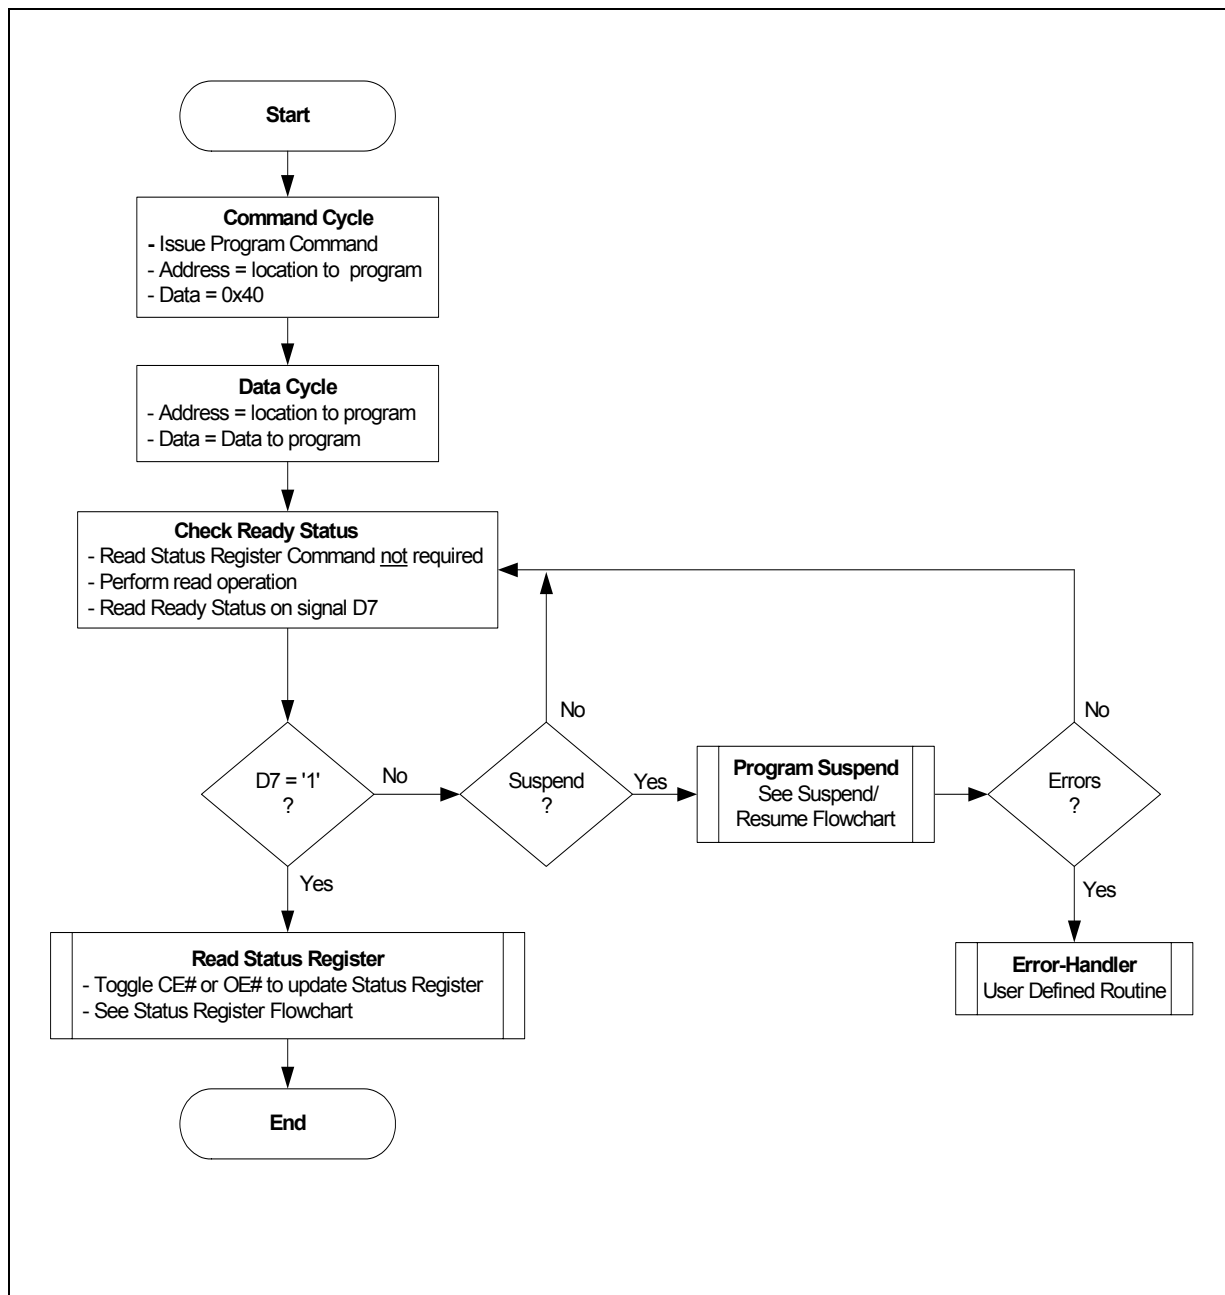 Start
Command Cycle
- Issue Program Command
- Address = location to program
- Data = 0x40
Data Cycle
- Address = location to program
- Data = Data to program
Check Ready Status
- Read Status Register Command not required
- Perform read operation
- Read Ready Status on signal D7
D7 = '1'
?
No
Yes
Suspend
?
No
Yes
Program Suspend
See Suspend/
Resume Flowchart
Errors
?
No
Yes
Error-Handler
User Defined Routine
Read Status Register
- Toggle CE# or OE# to update Status Register
- See Status Register Flowchart
End